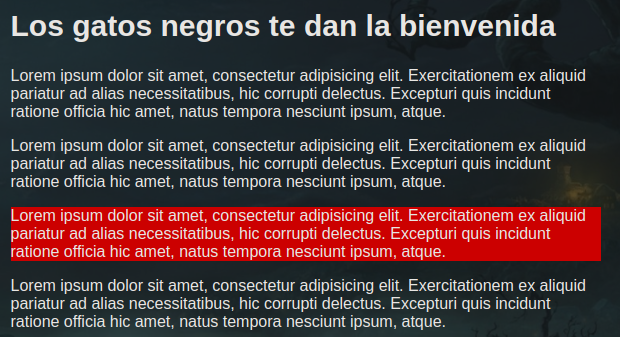 Los gatos negros te dan la bienvenida
Lorem ipsum dolor sit amet, consectetur adipisicing elit. Exercitationem ex aliquid
pariatur ad alias necessitatibus, hic corrupti delectus. Excepturi quis incidunt
ratione officia hic amet, natus tempora nesciunt ipsum, atque.
Lorem ipsum dolor sit amet, consectetur adipisicing elit. Exercitationem ex aliquid
pariatur ad alias necessitatibus, hic corrupti delectus. Excepturi quis incidunt
ratione officia hic amet, natus tempora nesciunt ipsum, atque.
Lorem ipsum dolor sit amet, consectetur adipisicing elit. Exercitationem ex aliquid
pariatur ad alias necessitatibus, hic corrupti delectus. Excepturi quis incidunt
ratione officia hic amet, natus tempora nesciunt ipsum, atque.
Lorem ipsum dolor sit amet, consectetur adipisicing elit. Exercitationem ex aliquid
pariatur ad alias necessitatibus, hic corrupti delectus. Excepturi quis incidunt
ratione officia hic amet, natus tempora nesciunt ipsum, atque.